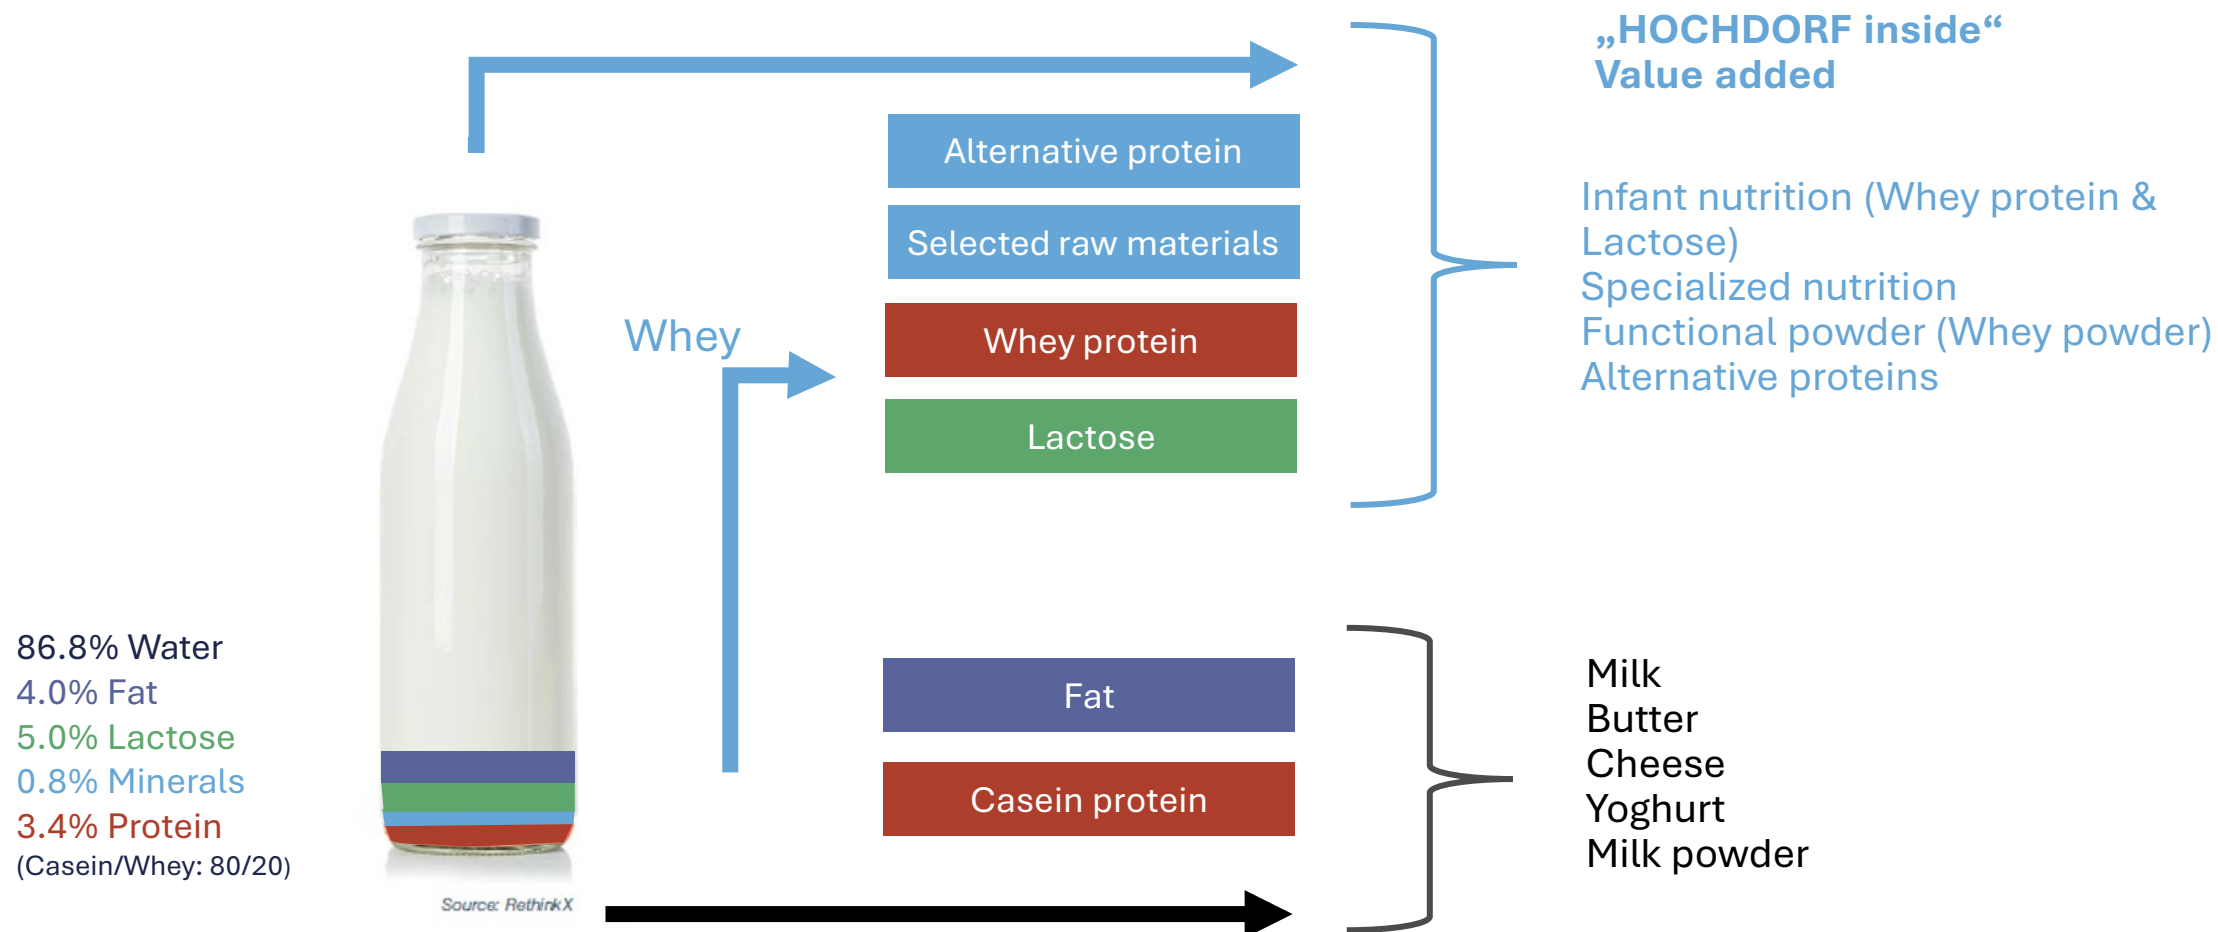 „HOCHDORF inside“
Value added
Alternative protein
Selected raw materials
Whey
Whey protein
Lactose
Infant nutrition (Whey protein &
Lactose)
Specialized nutrition
Functional powder (Whey powder)
Alternative proteins
86.8% Water
4.0% Fat
5.0% Lactose
0.8% Minerals
3.4% Protein
(Casein/Whey: 80/20)
Source: RethinkX
Fat
Casein protein
Milk
Butter
Cheese
Yoghurt
Milk powder